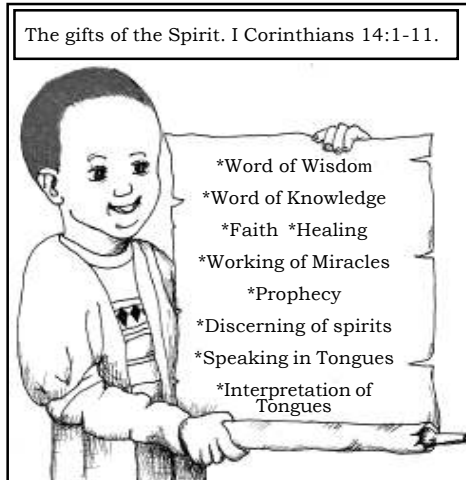 The gifts of the Spirit. I Corinthians 14:1-11.
*Word of Wisdom
*Word of Knowledge
*Faith *Healing
*Working of Miracles
*Prophecy
*Discerning of spirits
*Speaking in Tongues
*Interpretation of
Tongues